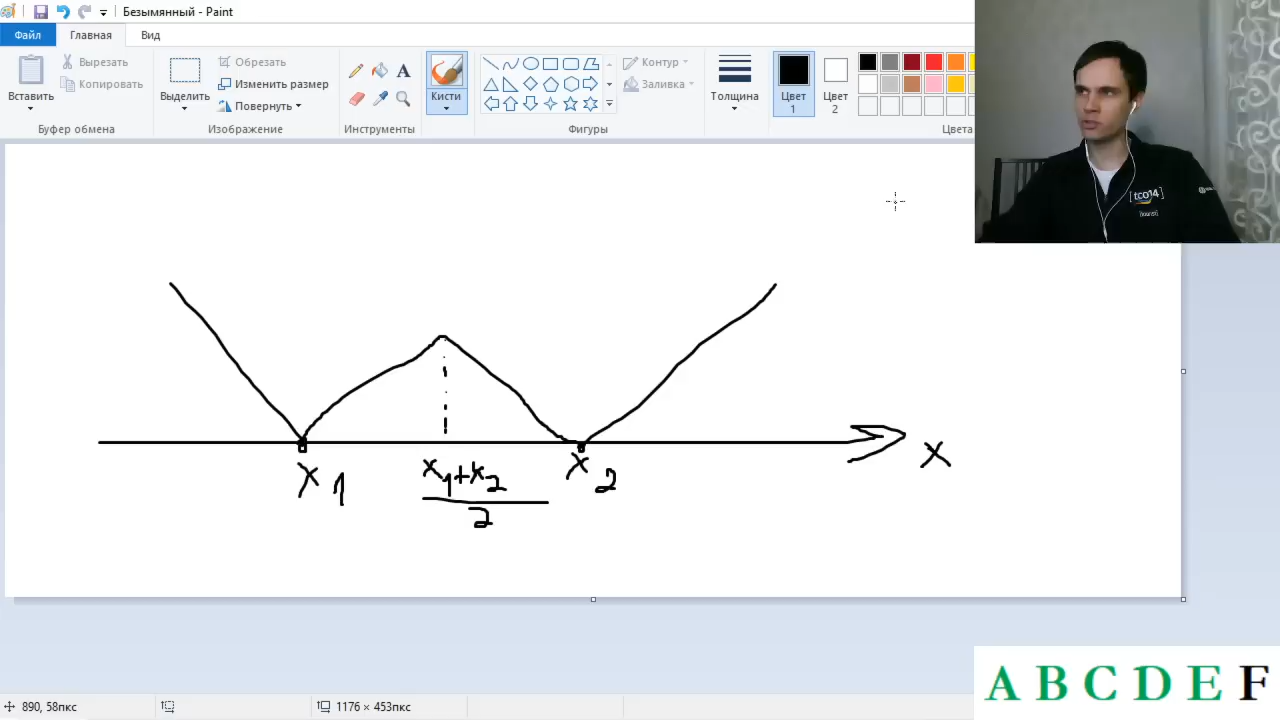 Безымянный - Paint
Файл Главная Вид
Вставить
Вырезать
Копировать
Буфер обмена
Выделить
Обрезать
Изменить размер
Повернуть
Изображение
A
Инструменты
Кисти
Фигуры
Контур
Заливка
Толщина
Цвет 1
Цвет 2
Цвета
[tco14]
x
x1
x1+x2
2
x2
890, 58пкс
1176 × 453пкс
A B C D E F